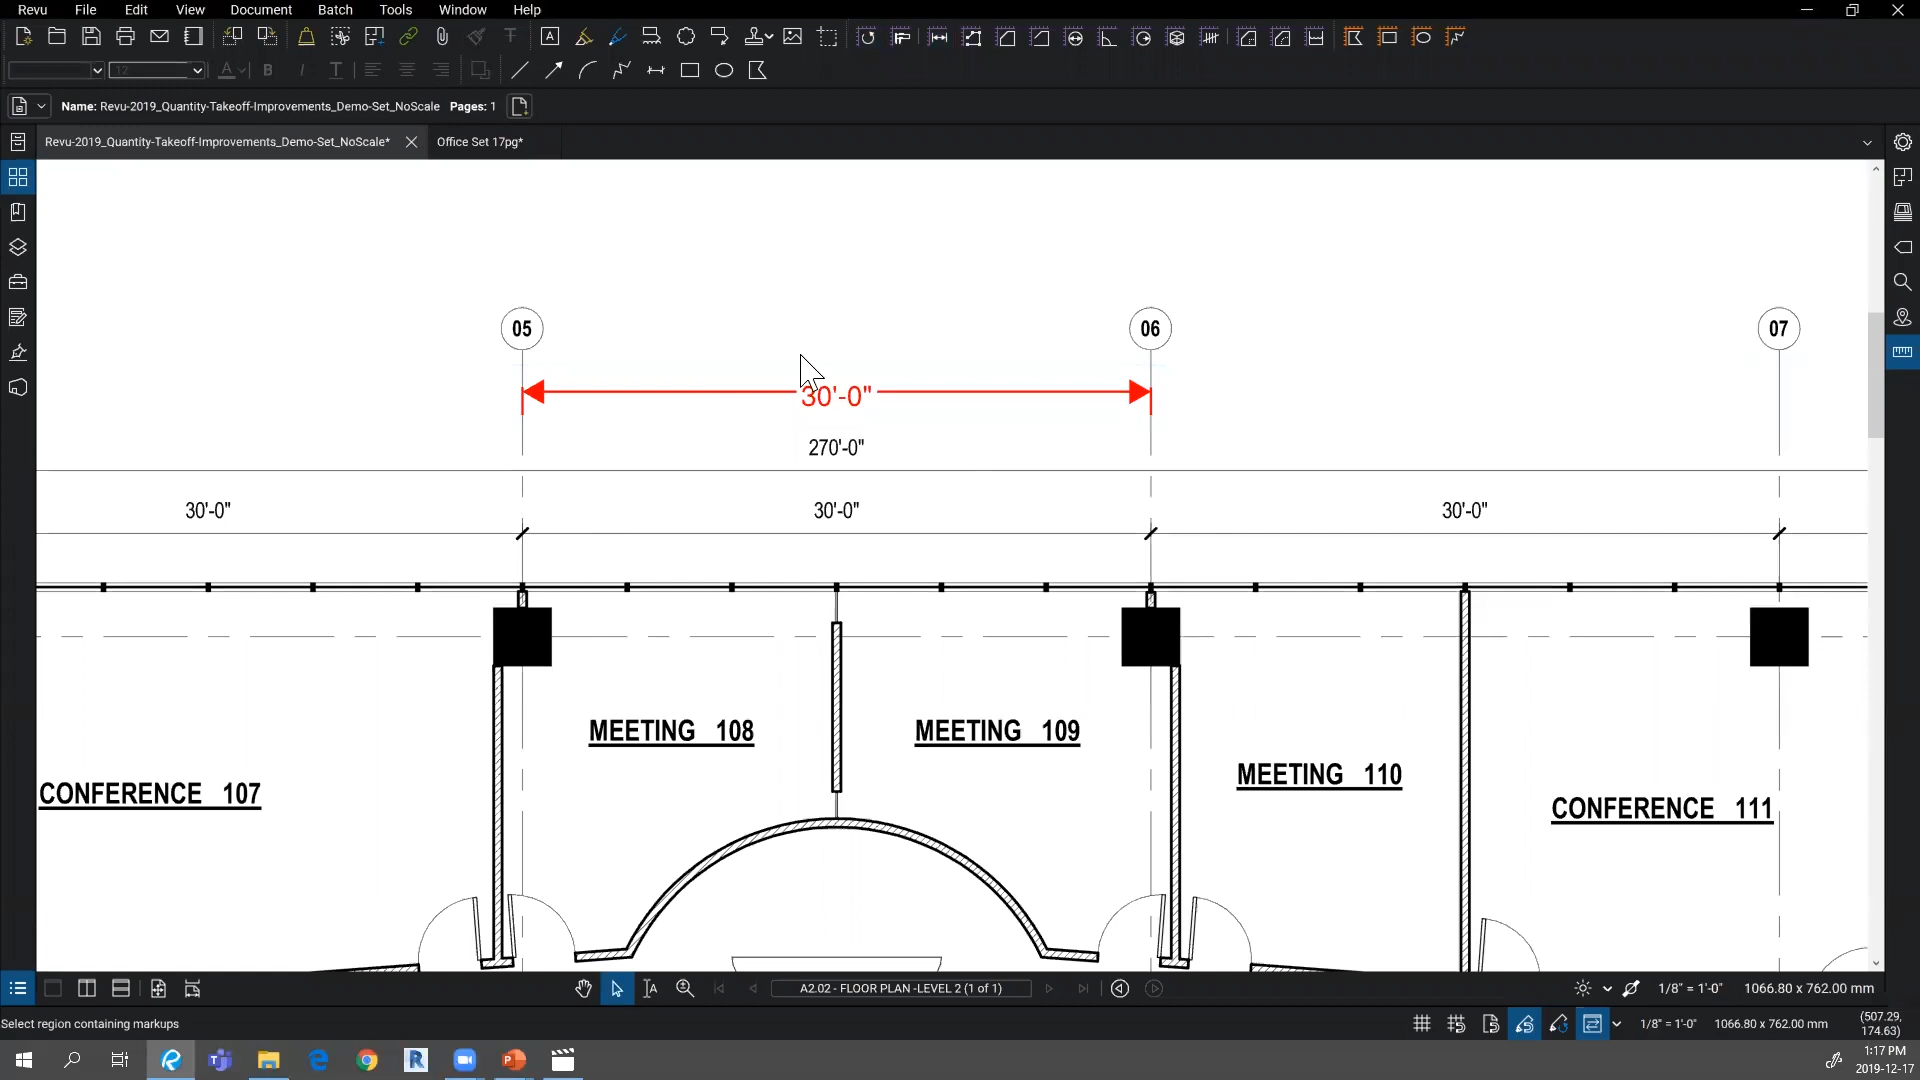 Revu File Edit View Document Batch Tools Window Help
12
Name: Revu-2019_Quantity-Takeoff-Improvements_Demo-Set_NoScale Pages: 1
Revu-2019_Quantity-Takeoff-Improvements_Demo-Set_NoScale* Office Set 17pg*
05 06 07
30'-0"
270'-0"
30'-0" 30'-0" 30'-0"
MEETING 108 MEETING 109
MEETING 110
CONFERENCE 107
CONFERENCE 111
A2.02 - FLOOR PLAN -LEVEL 2 (1 of 1) 1/8" = 1'-0" 1066.80 x 762.00 mm
Select region containing markups 1/8" = 1'-0" 1066.80 x 762.00 mm (507.29, 174.63)
1:17 PM
2019-12-17